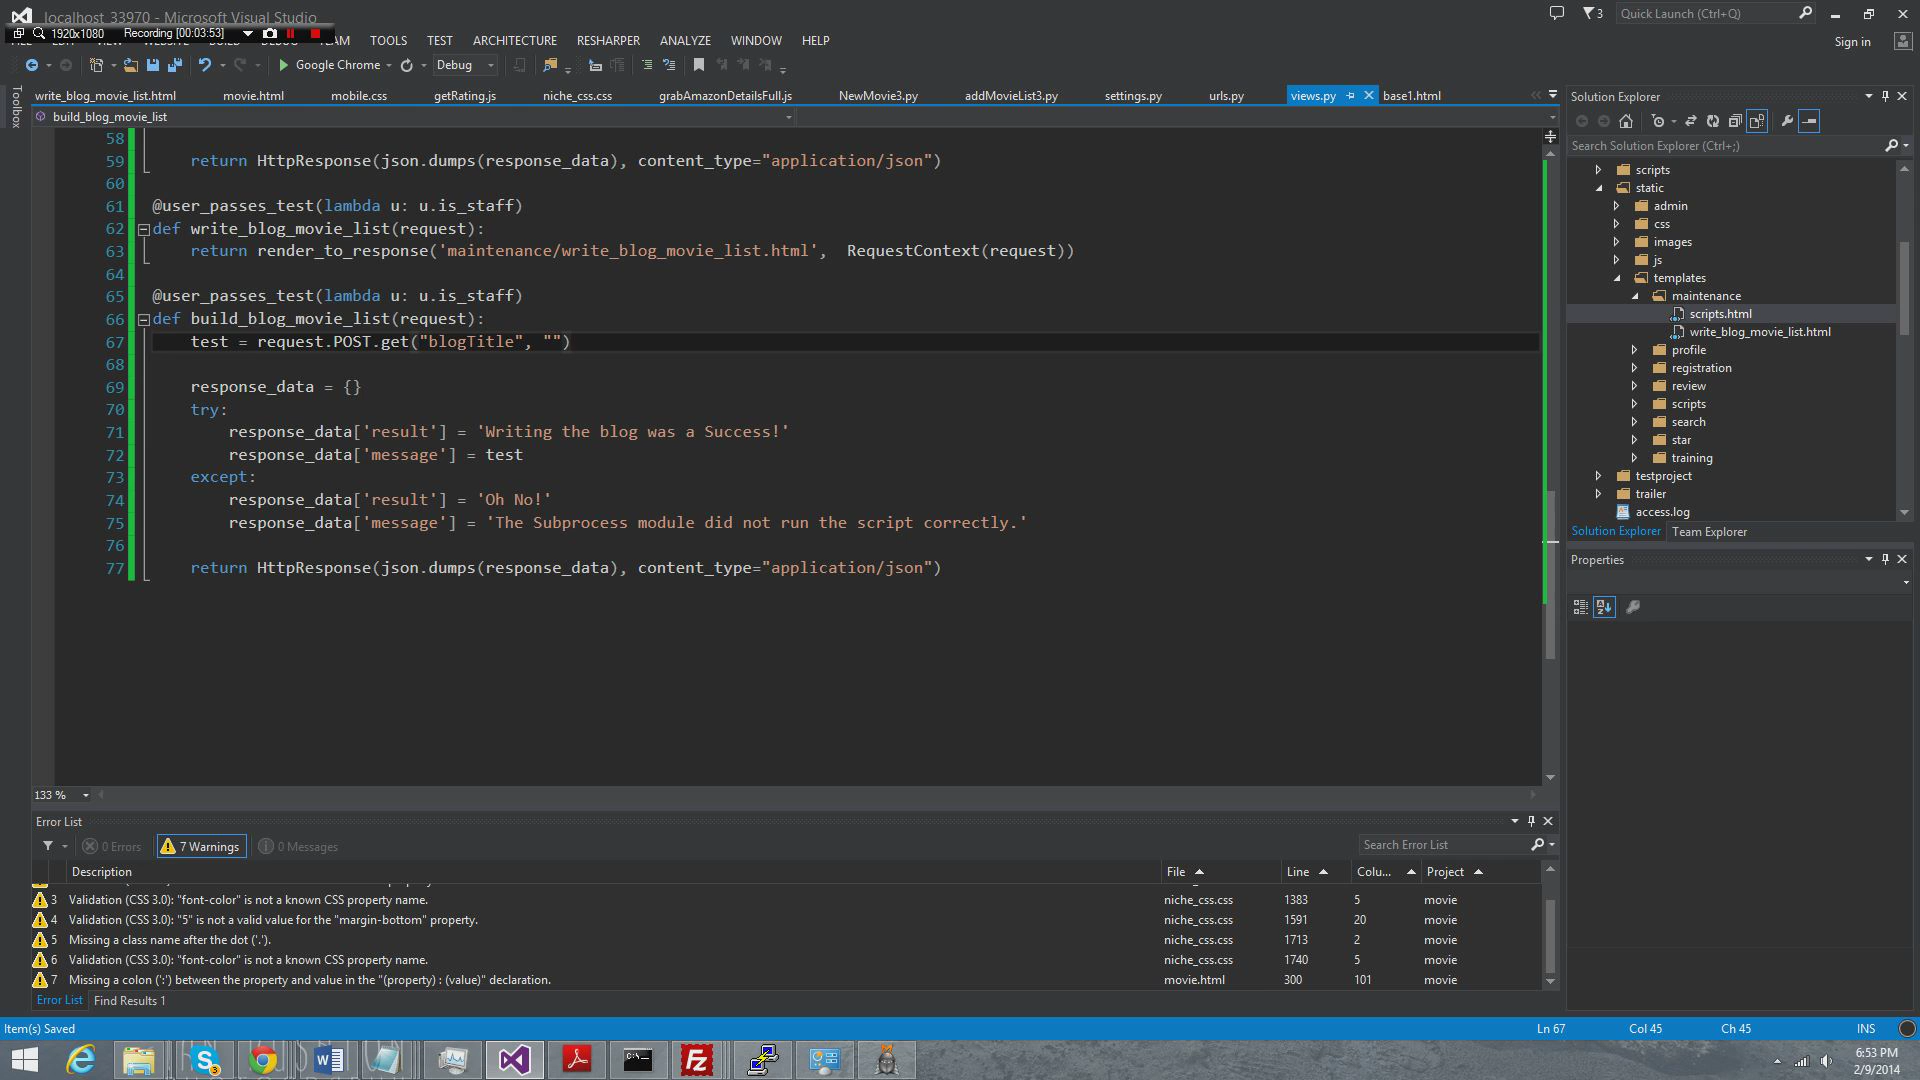 localhost_33970 - Microsoft Visual Studio
3
Quick Launch (Ctrl+Q)
1920x1080 Recording [00:03:53]
TOOLS TEST ARCHITECTURE RESHARPER ANALYZE WINDOW HELP
Sign in
Google Chrome
Debug
Toolbox
write_blog_movie_list.html movie.html mobile.css getRating.js niche_css.css grabAmazonDetailsFull.js NewMovie3.py addMovieList3.py settings.py urls.py views.py base1.html
build_blog_movie_list
58
59 return HttpResponse(json.dumps(response_data), content_type="application/json")
60
61 @user_passes_test(lambda u: u.is_staff)
62 def write_blog_movie_list(request):
63 return render_to_response('maintenance/write_blog_movie_list.html', RequestContext(request))
64
65 @user_passes_test(lambda u: u.is_staff)
66 def build_blog_movie_list(request):
67 test = request.POST.get("blogTitle", "")
68
69 response_data = {}
70 try:
71 response_data['result'] = 'Writing the blog was a Success!'
72 response_data['message'] = test
73 except:
74 response_data['result'] = 'Oh No!'
75 response_data['message'] = 'The Subprocess module did not run the script correctly.'
76
77 return HttpResponse(json.dumps(response_data), content_type="application/json")
133 %
Solution Explorer
Search Solution Explorer (Ctrl+;)
scripts
static
admin
css
images
js
templates
maintenance
scripts.html
write_blog_movie_list.html
profile
registration
review
scripts
search
star
training
testproject
trailer
access.log
Solution Explorer Team Explorer
Properties
Error List
0 Errors 7 Warnings 0 Messages
Search Error List
Description File Line Colu... Project
3 Validation (CSS 3.0): "font-color" is not a known CSS property name. niche_css.css 1383 5 movie
4 Validation (CSS 3.0): "5" is not a valid value for the "margin-bottom" property. niche_css.css 1591 20 movie
5 Missing a class name after the dot ('.'). niche_css.css 1713 2 movie
6 Validation (CSS 3.0): "font-color" is not a known CSS property name. niche_css.css 1740 5 movie
7 Missing a colon (':') between the property and value in the "(property) : (value)" declaration. movie.html 300 101 movie
Error List Find Results 1
Item(s) Saved
Ln 67 Col 45 Ch 45 INS
6:53 PM
2/9/2014